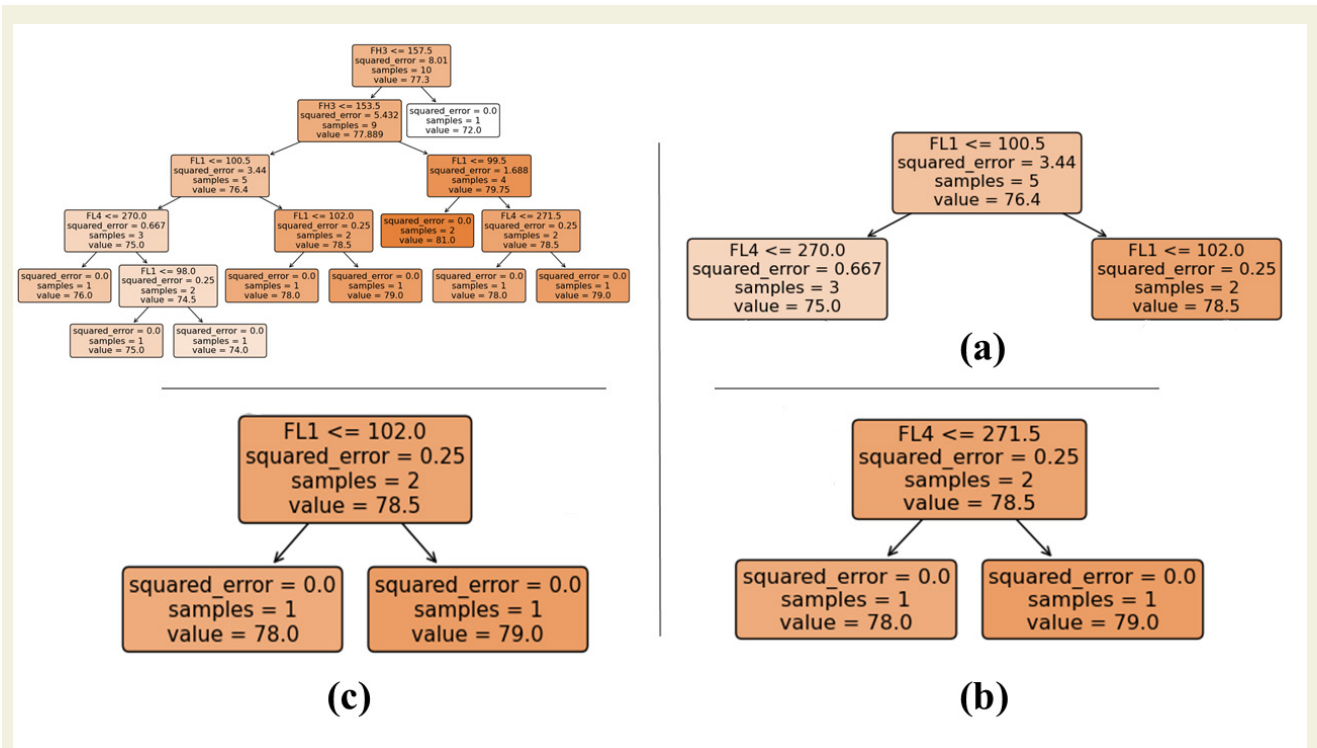 FH3 <= 157.5
squared_error = 8.01
samples = 10
value = 77.3
FH3 <= 153.5
squared_error = 5.432
samples = 9
value = 77.889
squared_error = 0.0
samples = 1
value = 72.0
FL1 <= 100.5
squared_error = 3.44
samples = 5
value = 76.4
FL1 <= 99.5
squared_error = 1.688
samples = 4
value = 79.75
FL4 <= 270.0
squared_error = 0.667
samples = 3
value = 75.0
FL1 <= 102.0
squared_error = 0.25
samples = 2
value = 78.5
squared_error = 0.0
samples = 2
value = 81.0
FL4 <= 271.5
squared_error = 0.25
samples = 2
value = 78.5
squared_error = 0.0
samples = 1
value = 76.0
FL1 <= 98.0
squared_error = 0.25
samples = 2
value = 74.5
squared_error = 0.0
samples = 1
value = 78.0
squared_error = 0.0
samples = 1
value = 79.0
squared_error = 0.0
samples = 1
value = 78.0
squared_error = 0.0
samples = 1
value = 79.0
squared_error = 0.0
samples = 1
value = 75.0
squared_error = 0.0
samples = 1
value = 74.0
FL1 <= 100.5
squared_error = 3.44
samples = 5
value = 76.4
FL4 <= 270.0
squared_error = 0.667
samples = 3
value = 75.0
FL1 <= 102.0
squared_error = 0.25
samples = 2
value = 78.5
(a)
FL1 <= 102.0
squared_error = 0.25
samples = 2
value = 78.5
squared_error = 0.0
samples = 1
value = 78.0
squared_error = 0.0
samples = 1
value = 79.0
(c)
FL4 <= 271.5
squared_error = 0.25
samples = 2
value = 78.5
squared_error = 0.0
samples = 1
value = 78.0
squared_error = 0.0
samples = 1
value = 79.0
(b)